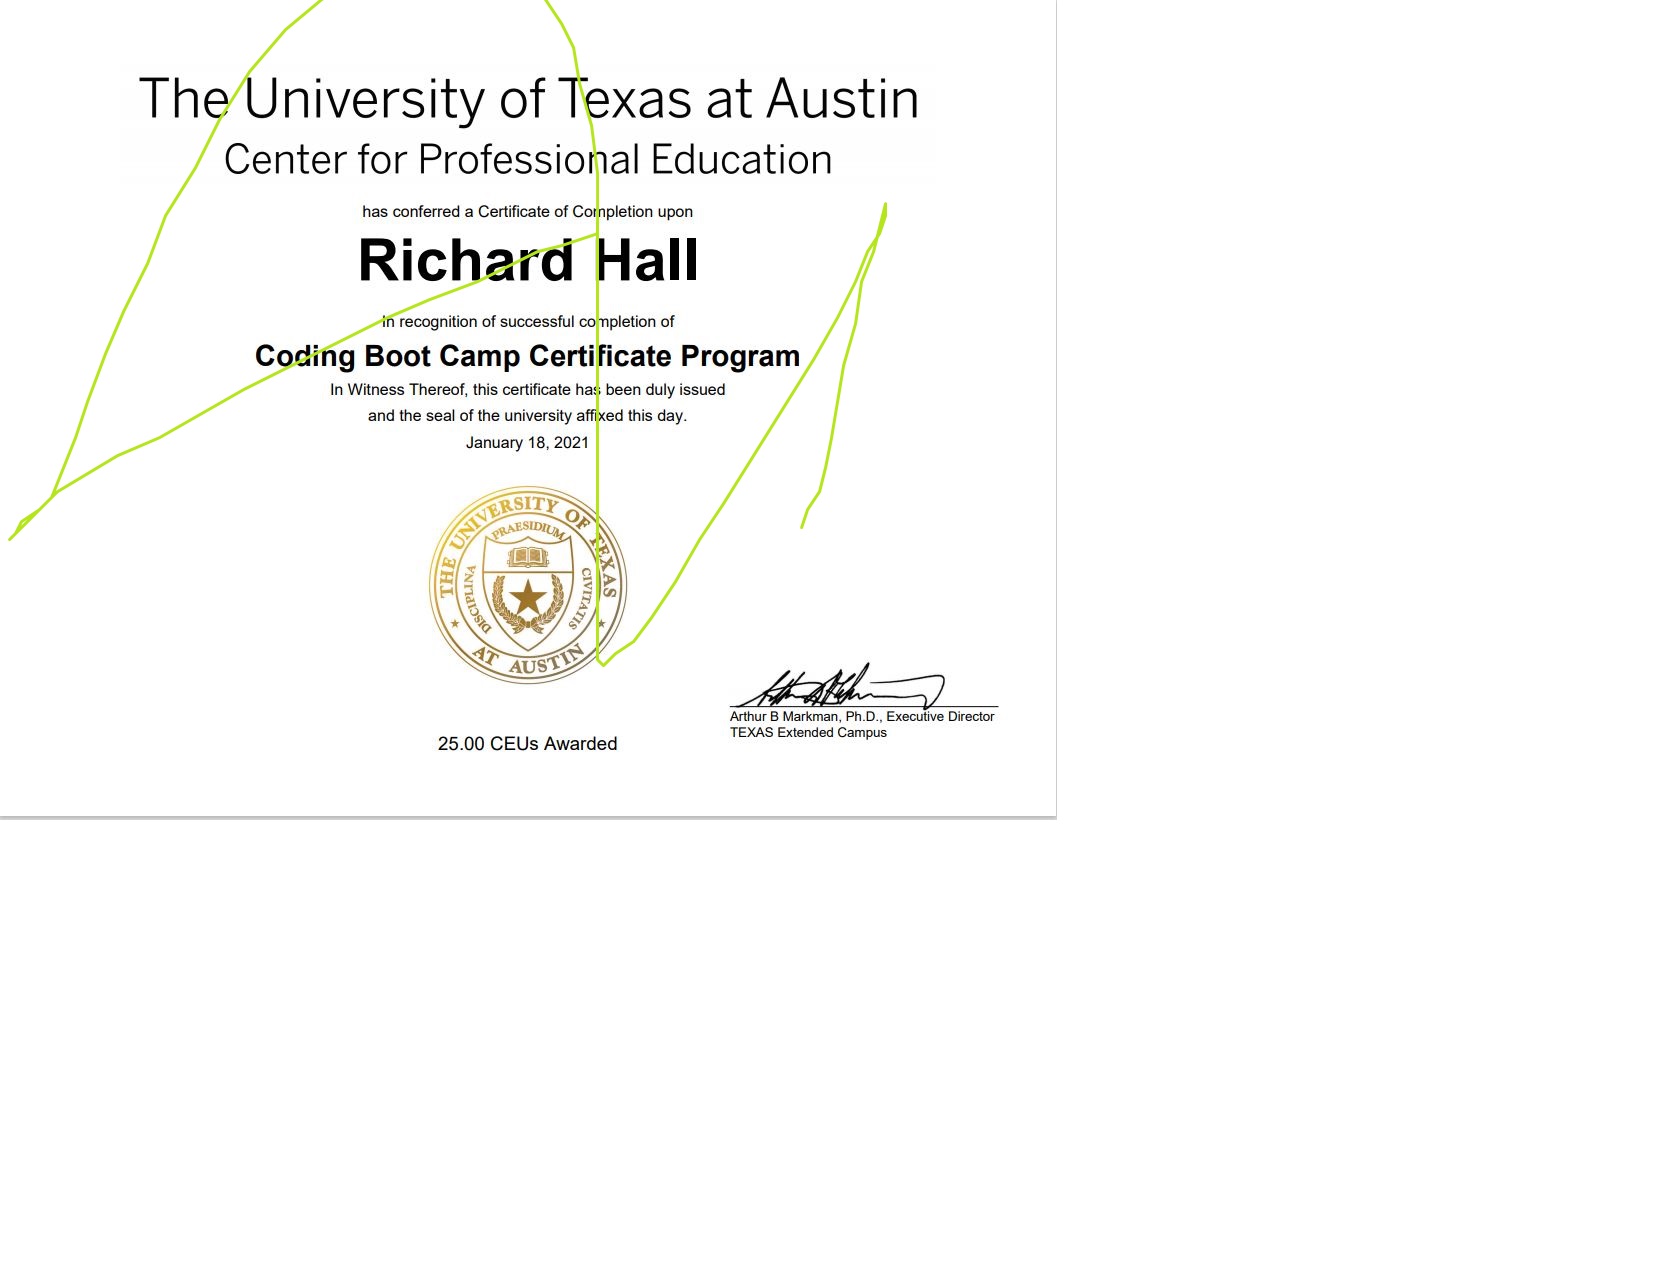 The University of Texas at Austin
Center for Professional Education
has conferred a Certificate of Completion upon
Richard Hall
In recognition of successful completion of
Coding Boot Camp Certificate Program
In Witness Thereof, this certificate has been duly issued
and the seal of the university affixed this day.
January 18, 2021
THE UNIVERSITY OF TEXAS
PRAESIDIUM
DISCIPLINA
CIVITATIS
AT AUSTIN
Arthur B Markman, Ph.D., Executive Director
TEXAS Extended Campus
25.00 CEUs Awarded